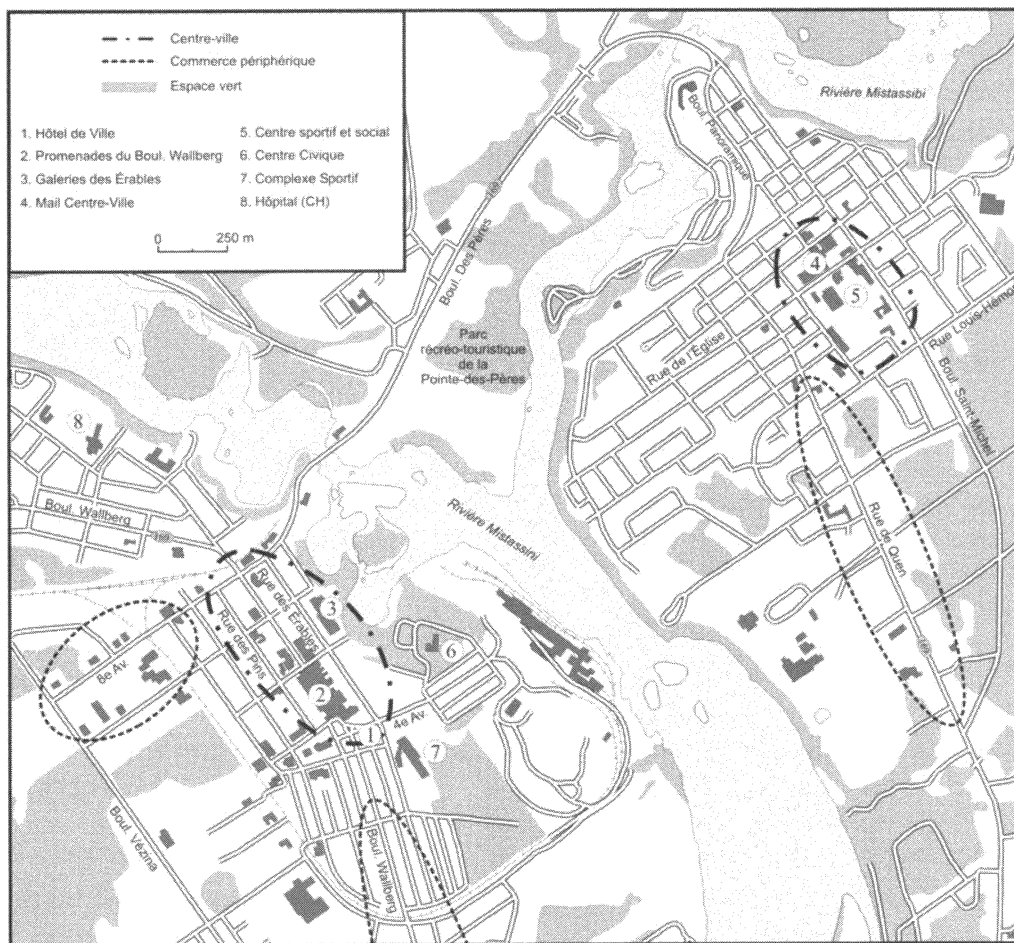 Centre-ville
Commerce périphérique
Espace vert
1. Hôtel de Ville
2. Promenades du Boul. Wallberg
3. Galeries des Érables
4. Mail Centre-Ville
5. Centre sportif et social
6. Centre Civique
7. Complexe Sportif
8. Hôpital (CH)
0 250 m
Rivière Mistassibi
Boul. Panoramique
169
Boul. Des Pères
4
5
Rue Louis-Hémo
Parc
récréo-touristique
de la
Pointe-des-Pères
Rue de l'Église
Boul. Saint-Michel
8
Boul. Wallberg
169
Rivière Mistassini
Rue de Quen
Rue des Érables
3
Rue des Pins
6
8e Av.
2
4e Av.
1
7
Boul. Vézina
Boul. Wallberg